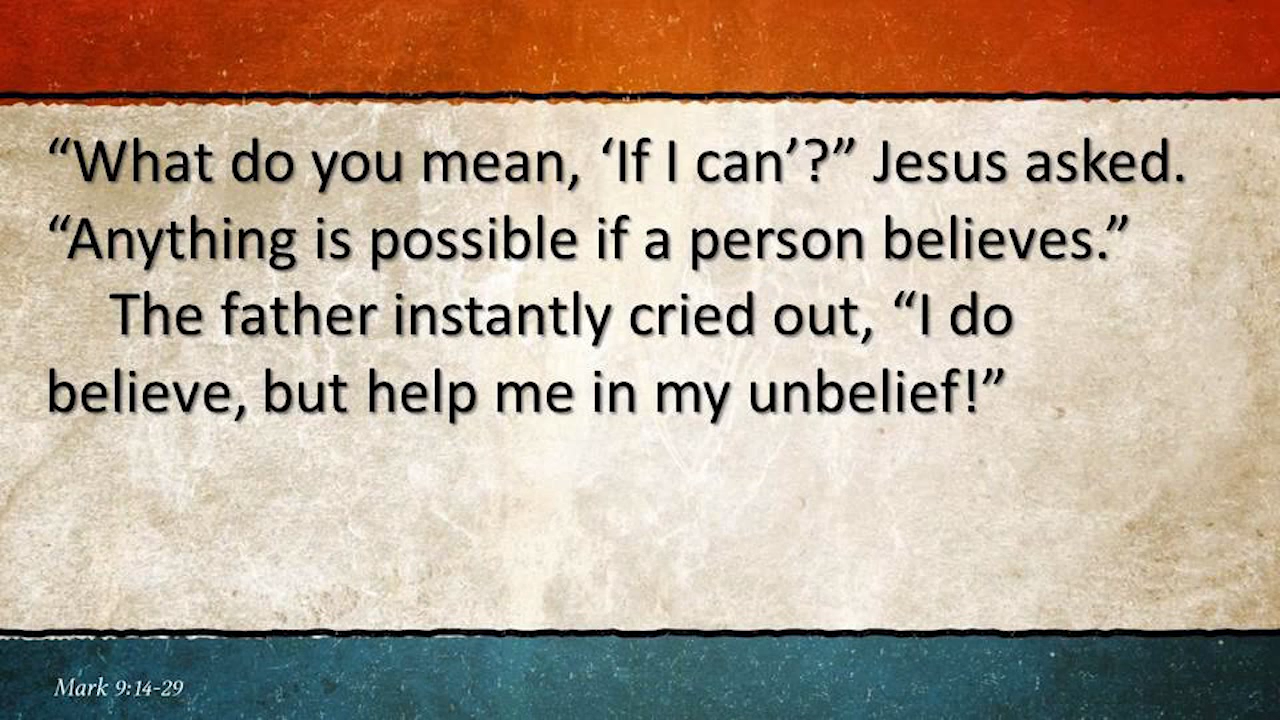 “What do you mean, ‘If I can’?” Jesus asked.
“Anything is possible if a person believes.”
The father instantly cried out, “I do
believe, but help me in my unbelief!”
Mark 9:14-29